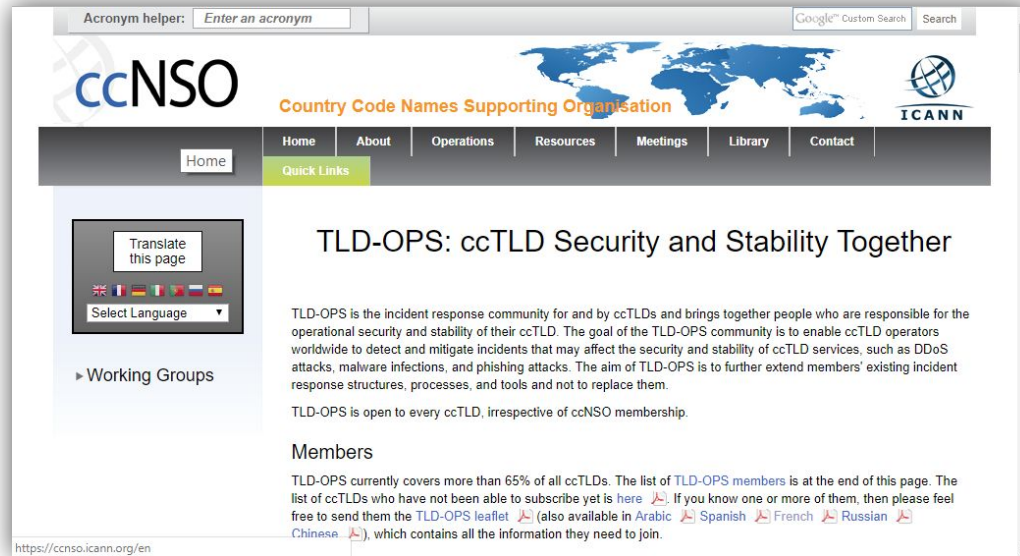 Acronym helper: Enter an acronym
Google™ Custom Search Search
ccNSO
Country Code Names Supporting Organisation
ICANN
Home About Operations Resources Meetings Library Contact
Home
Quick Links
Translate
this page
Select Language
Working Groups
TLD-OPS: ccTLD Security and Stability Together
TLD-OPS is the incident response community for and by ccTLDs and brings together people who are responsible for the
operational security and stability of their ccTLD. The goal of the TLD-OPS community is to enable ccTLD operators
worldwide to detect and mitigate incidents that may affect the security and stability of ccTLD services, such as DDoS
attacks, malware infections, and phishing attacks. The aim of TLD-OPS is to further extend members' existing incident
response structures, processes, and tools and not to replace them.
TLD-OPS is open to every ccTLD, irrespective of ccNSO membership.
Members
TLD-OPS currently covers more than 65% of all ccTLDs. The list of TLD-OPS members is at the end of this page. The
list of ccTLDs who have not been able to subscribe yet is here . If you know one or more of them, then please feel
free to send them the TLD-OPS leaflet (also available in Arabic Spanish French Russian
Chinese ), which contains all the information they need to join.
https://ccnso.icann.org/en